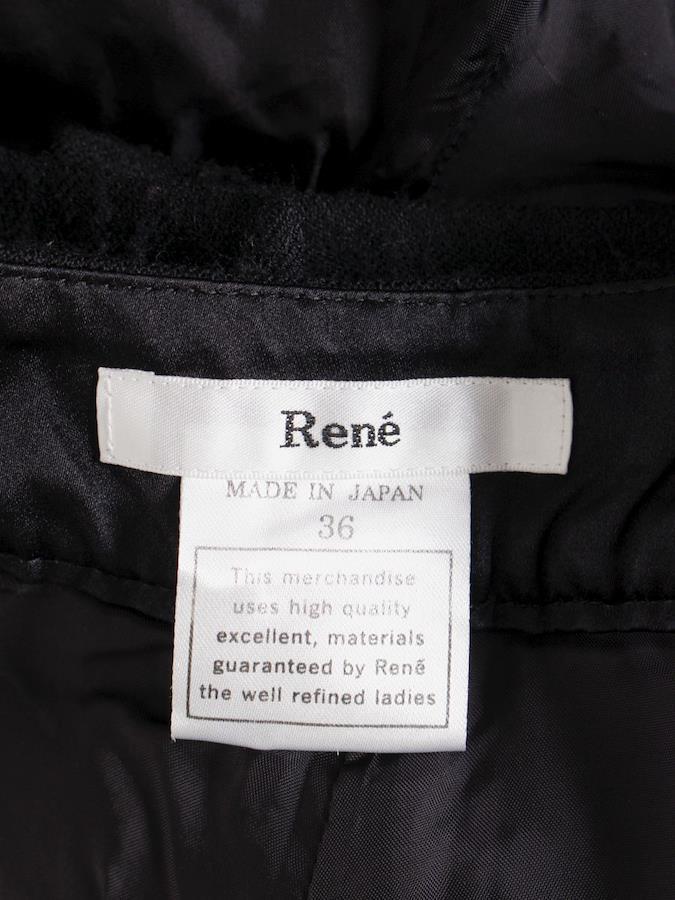 René
MADE IN JAPAN
36
This merchandise
uses high quality
excellent, materials
guaranteed by René
the well refined ladies